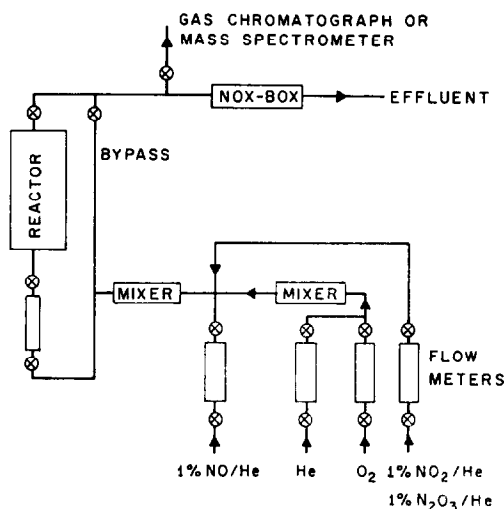 GAS CHROMATOGRAPH OR
MASS SPECTROMETER
NOX-BOX
EFFLUENT
BYPASS
REACTOR
MIXER
MIXER
FLOW
METERS
1% NO/He
He
O₂
1% NO₂/He
1% N₂O₃/He